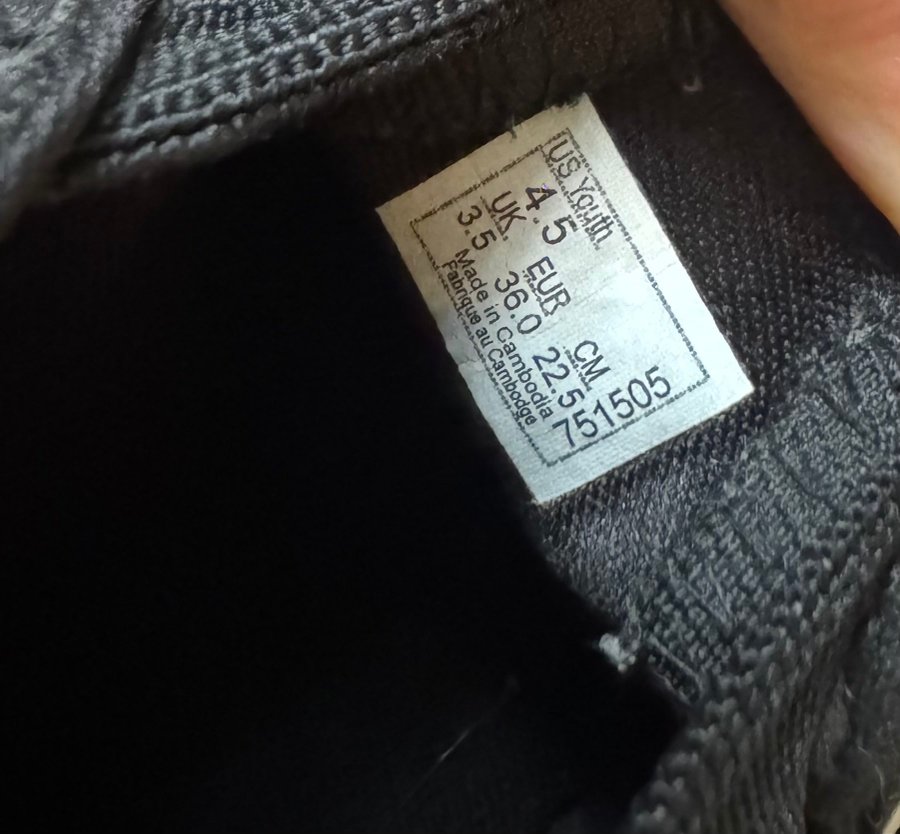 US Youth
4.5
UK EUR CM
3.5 36.0 22.5
Made in Cambodia
Fabrique au Cambodge
751505